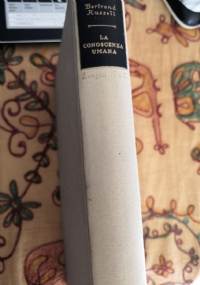 Bertrand
Russell
LA
CONOSCENZA
UMANA